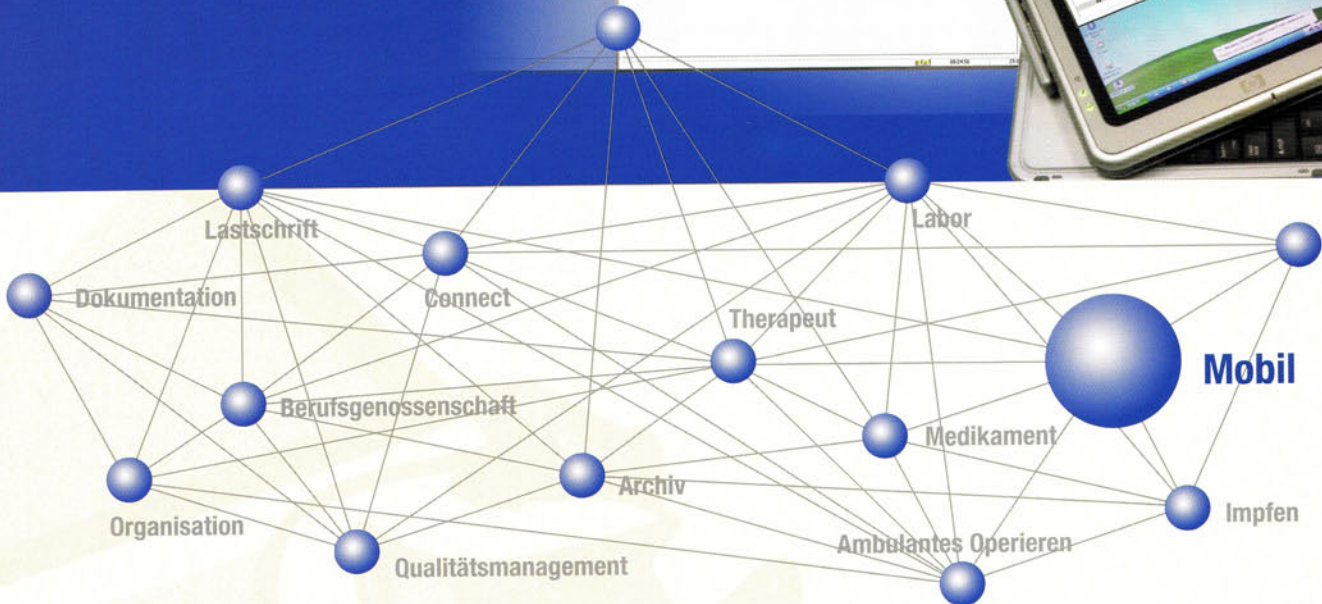 Lastschrift
Labor
Dokumentation
Connect
Therapeut
Mobil
Berufsgenossenschaft
Medikament
Archiv
Impfen
Organisation
Ambulantes Operieren
Qualitätsmanagement